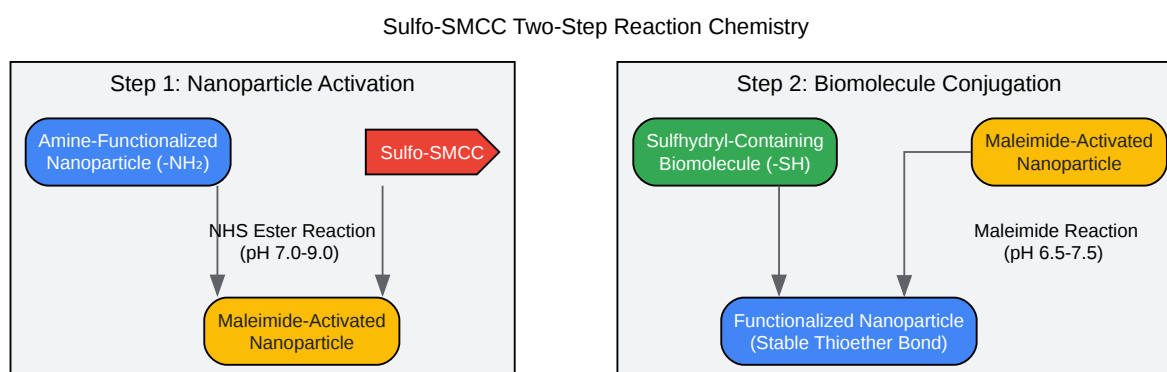 Sulfo-SMCC Two-Step Reaction Chemistry
Step 1: Nanoparticle Activation
Amine-Functionalized
Nanoparticle (-NH₂)
Sulfo-SMCC
NHS Ester Reaction
(pH 7.0-9.0)
Maleimide-Activated
Nanoparticle
Step 2: Biomolecule Conjugation
Sulfhydryl-Containing
Biomolecule (-SH)
Maleimide-Activated
Nanoparticle
Maleimide Reaction
(pH 6.5-7.5)
Functionalized Nanoparticle
(Stable Thioether Bond)